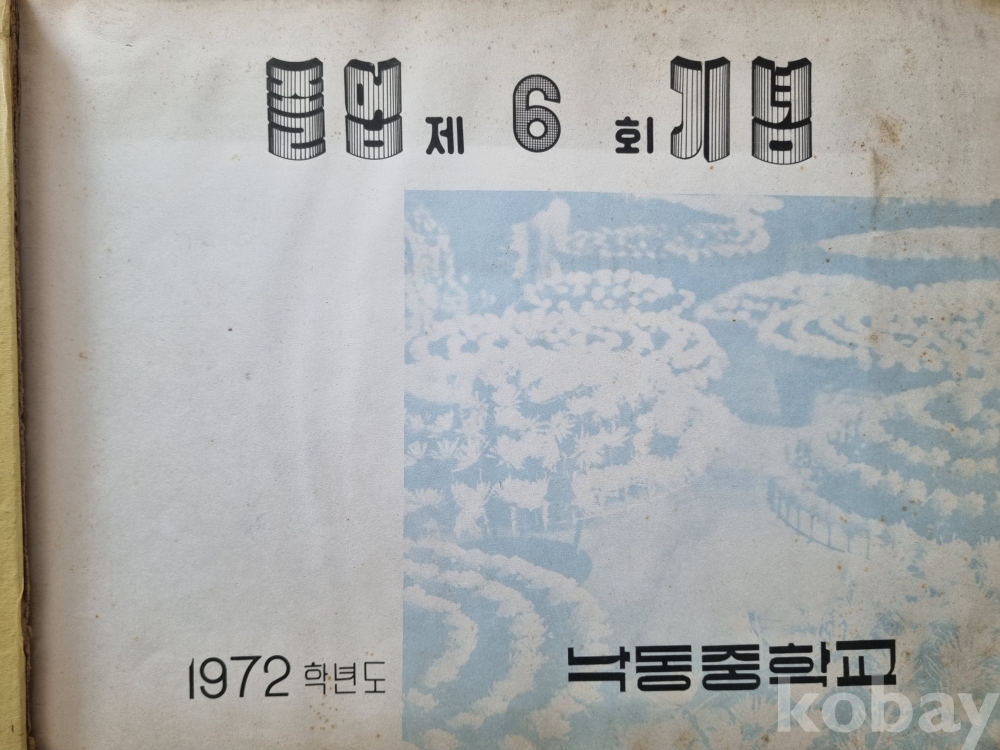 졸업 제 6 회 기념
1972 학년도
낙동중학교
kobay